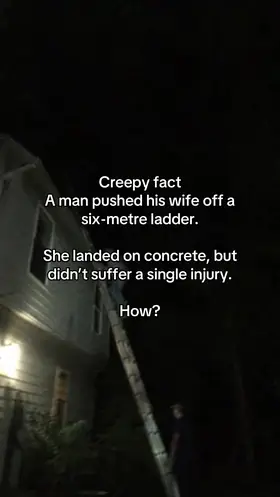 Creepy fact
A man pushed his wife off a
six-metre ladder.
She landed on concrete, but
didn’t suffer a single injury.
How?